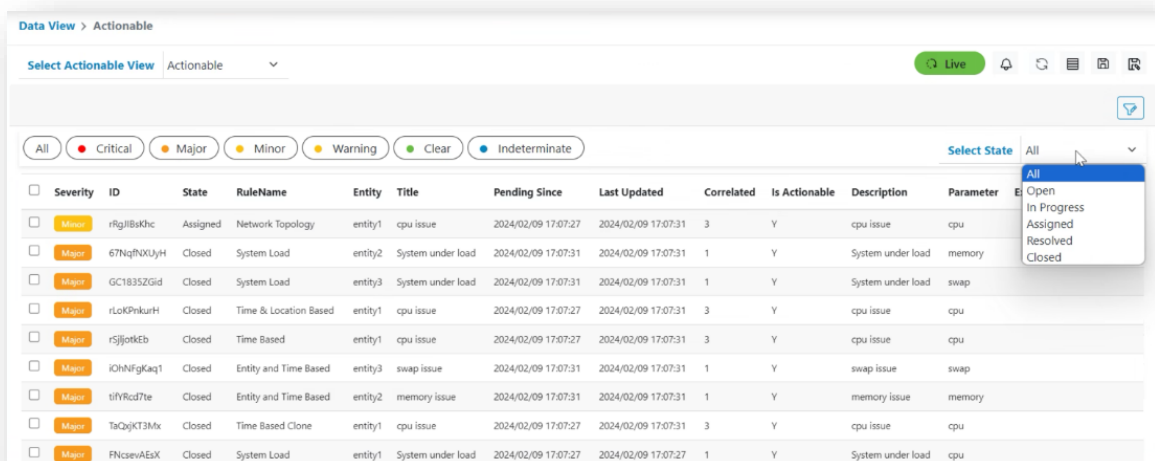 Data View > Actionable
Select Actionable View Actionable Live
All Critical Major Minor Warning Clear Indeterminate Select State All
All
Open
In Progress
Assigned
Resolved
Closed
Severity ID State RuleName Entity Title Pending Since Last Updated Correlated Is Actionable Description Parameter
Minor Assigned Network Topology entity1 cpu issue 2024/02/09 17:07:27 2024/02/09 17:07:31 3 Y cpu issue cpu
Major 67NqfNXUyH Closed System Load entity2 System under load 2024/02/09 17:07:31 2024/02/09 17:07:31 1 Y System under load memory
Major GC1835ZGid Closed System Load entity3 System under load 2024/02/09 17:07:31 2024/02/09 17:07:31 1 Y System under load swap
Major rLoKPnkurH Closed Time & Location Based entity1 cpu issue 2024/02/09 17:07:27 2024/02/09 17:07:31 3 Y cpu issue cpu
Major Closed Time Based entity1 cpu issue 2024/02/09 17:07:27 2024/02/09 17:07:31 3 Y cpu issue cpu
Major iOhNFgKaq1 Closed Entity and Time Based entity3 swap issue 2024/02/09 17:07:31 2024/02/09 17:07:31 1 Y swap issue swap
Major tifYRcd7te Closed Entity and Time Based entity2 memory issue 2024/02/09 17:07:31 2024/02/09 17:07:31 1 Y memory issue memory
Major TaQxjKT3Mx Closed Time Based Clone entity1 cpu issue 2024/02/09 17:07:27 2024/02/09 17:07:31 3 Y cpu issue cpu
Major FNcsevAEsX Closed System Load entity1 System under load 2024/02/09 17:07:27 2024/02/09 17:07:27 1 Y System under load cpu